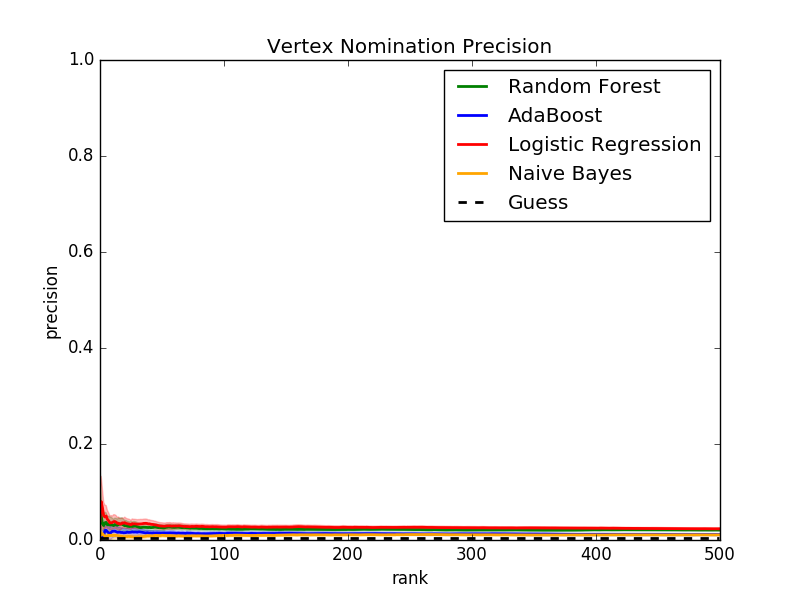 Vertex Nomination Precision
1.0
0.8
0.6
0.4
0.2
0.0
precision
Random Forest
AdaBoost
Logistic Regression
Naive Bayes
Guess
0 100 200 300 400 500
rank